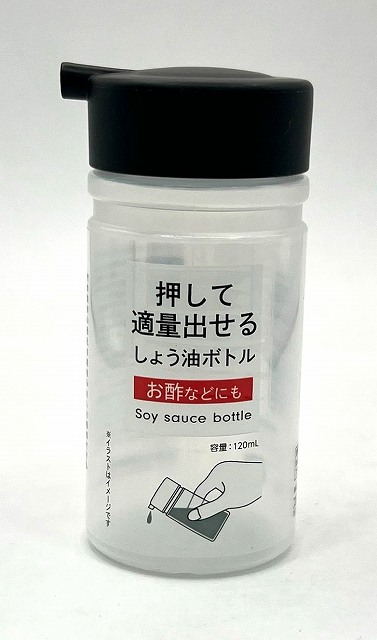 押して
適量出せる
しょう油ボトル
お酢などにも
Soy sauce bottle
容量：120mL
※イラストはイメージです